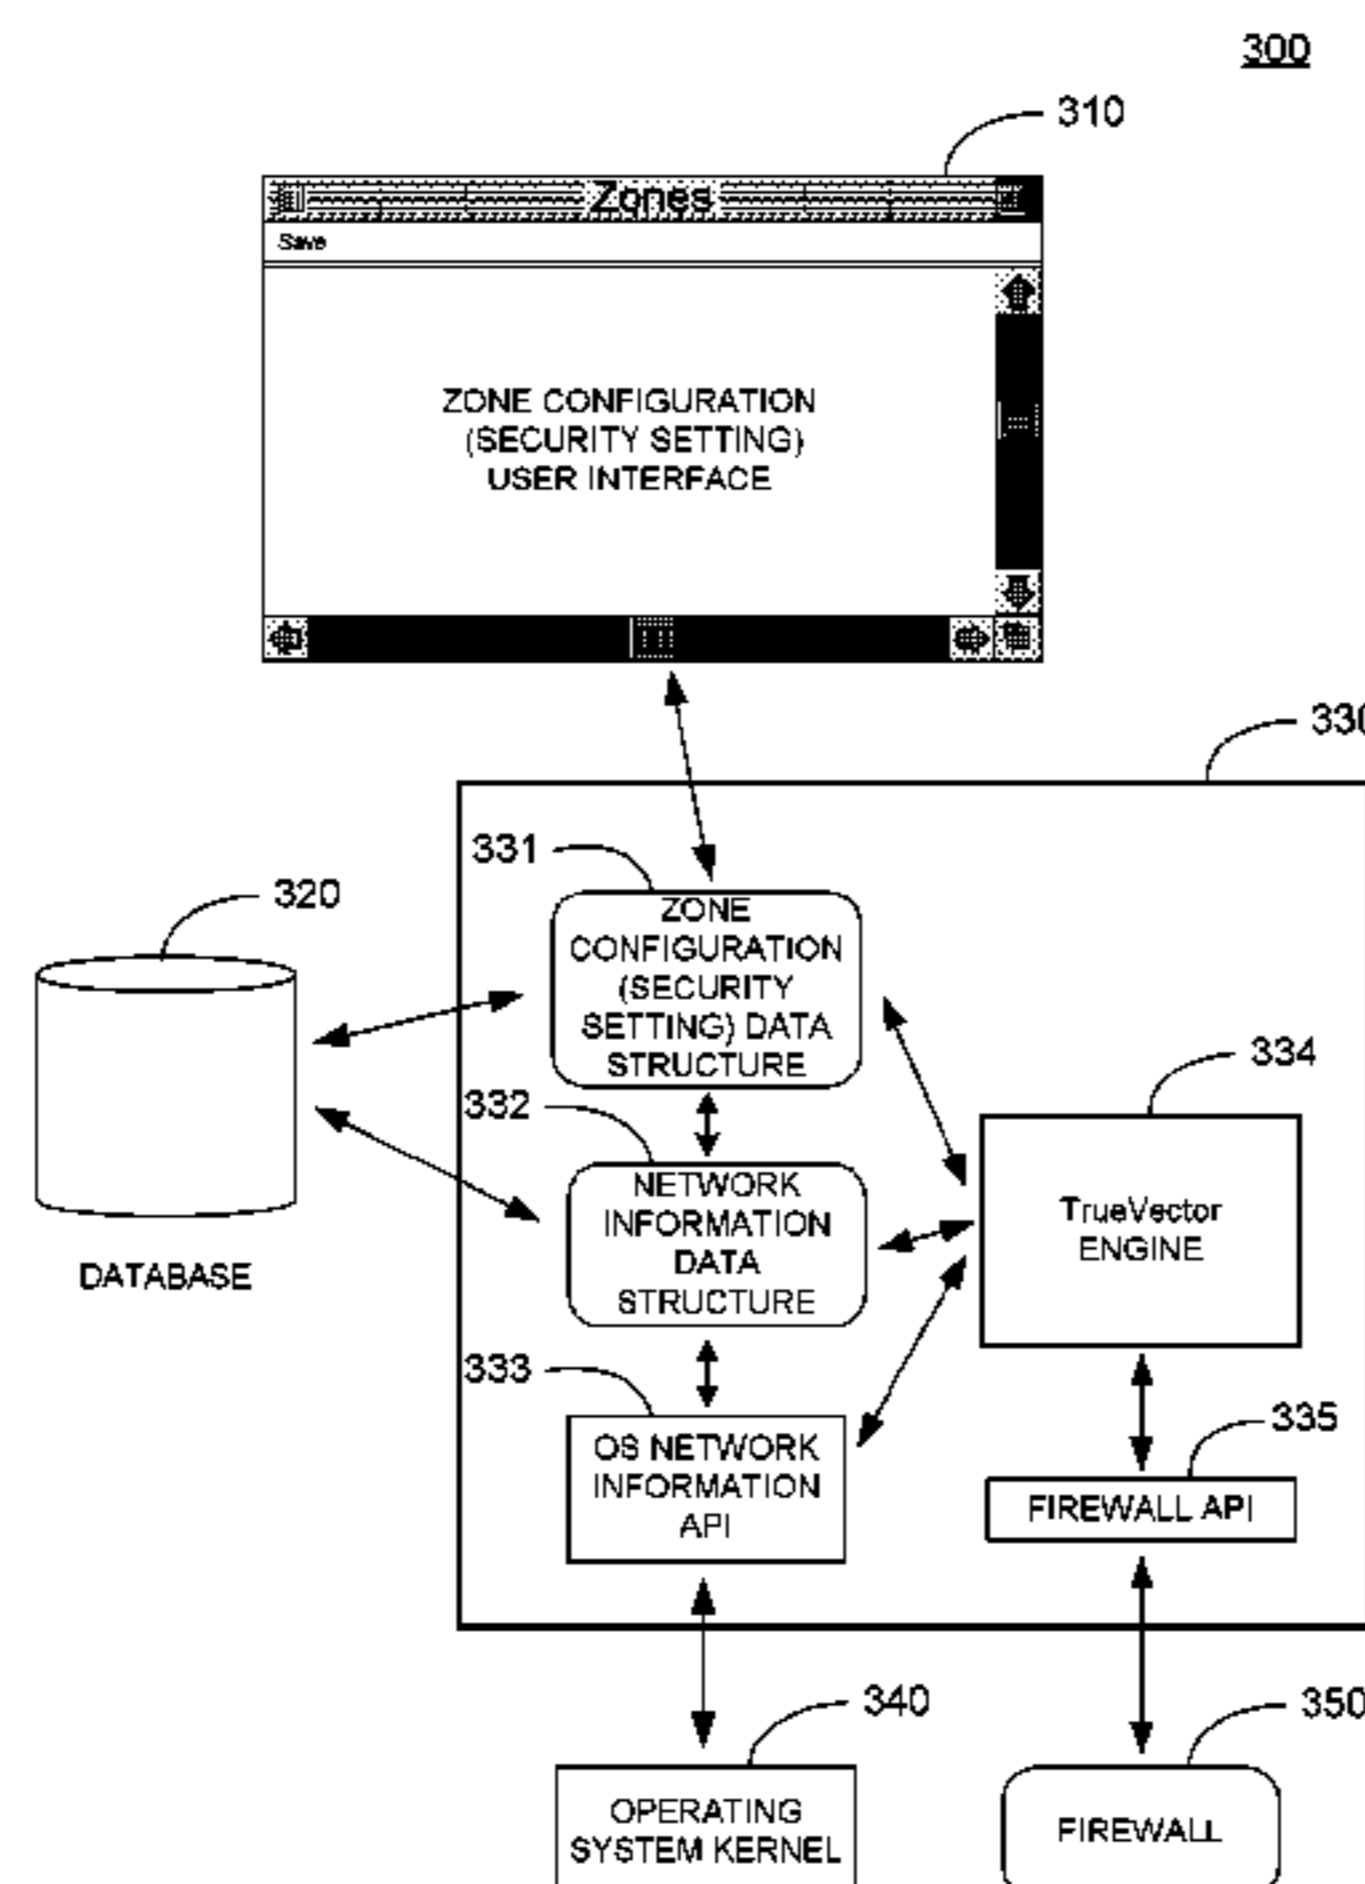 300
310
Zones
Save
ZONE CONFIGURATION
(SECURITY SETTING)
USER INTERFACE
330
331
320
ZONE
CONFIGURATION
(SECURITY
SETTING) DATA
STRUCTURE
334
332
NETWORK
INFORMATION
DATA
STRUCTURE
TrueVector
ENGINE
DATABASE
333
335
OS NETWORK
INFORMATION
API
FIREWALL API
340
350
OPERATING
SYSTEM KERNEL
FIREWALL